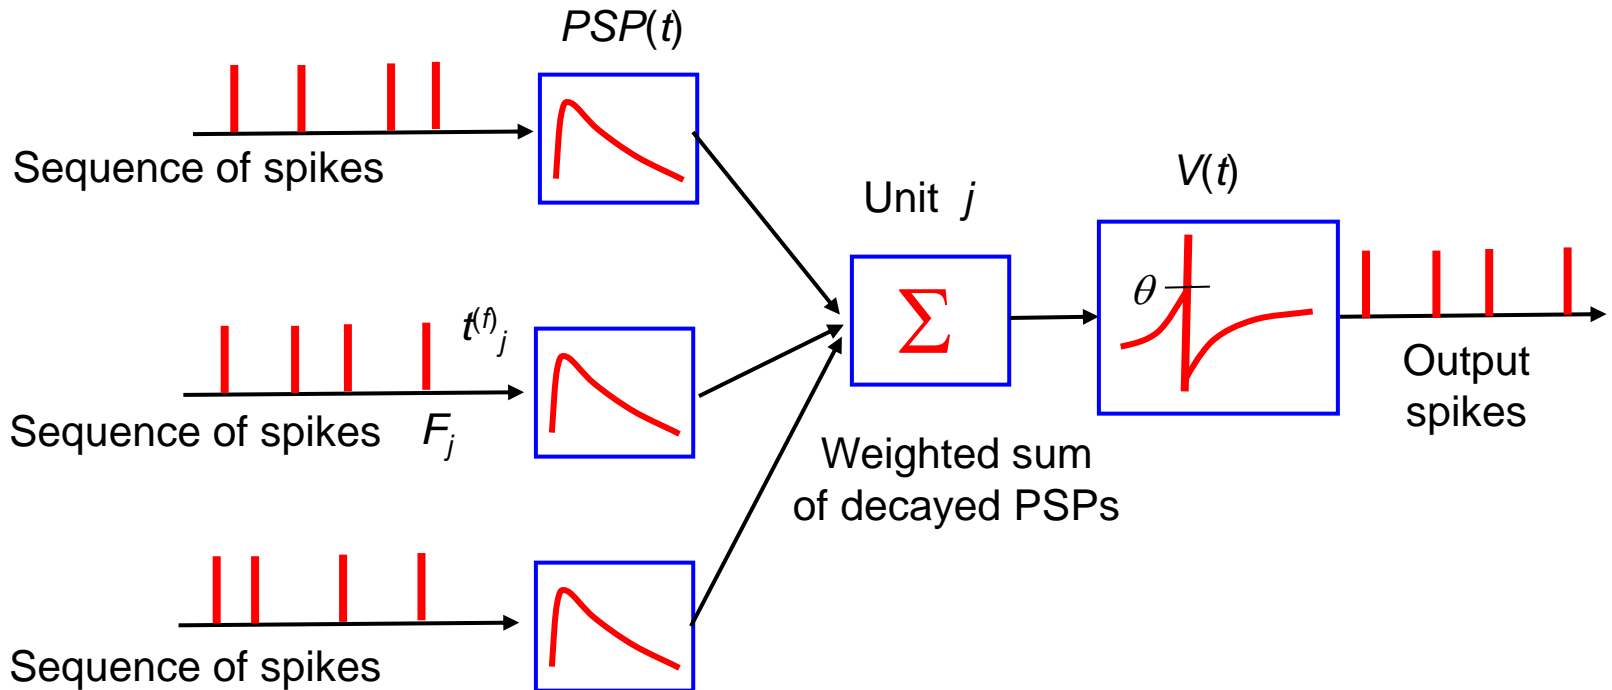 PSP(t)
Sequence of spikes
Unit j
V(t)
θ
Σ
t(f)j
Sequence of spikes Fj
Output
spikes
Weighted sum
of decayed PSPs
Sequence of spikes